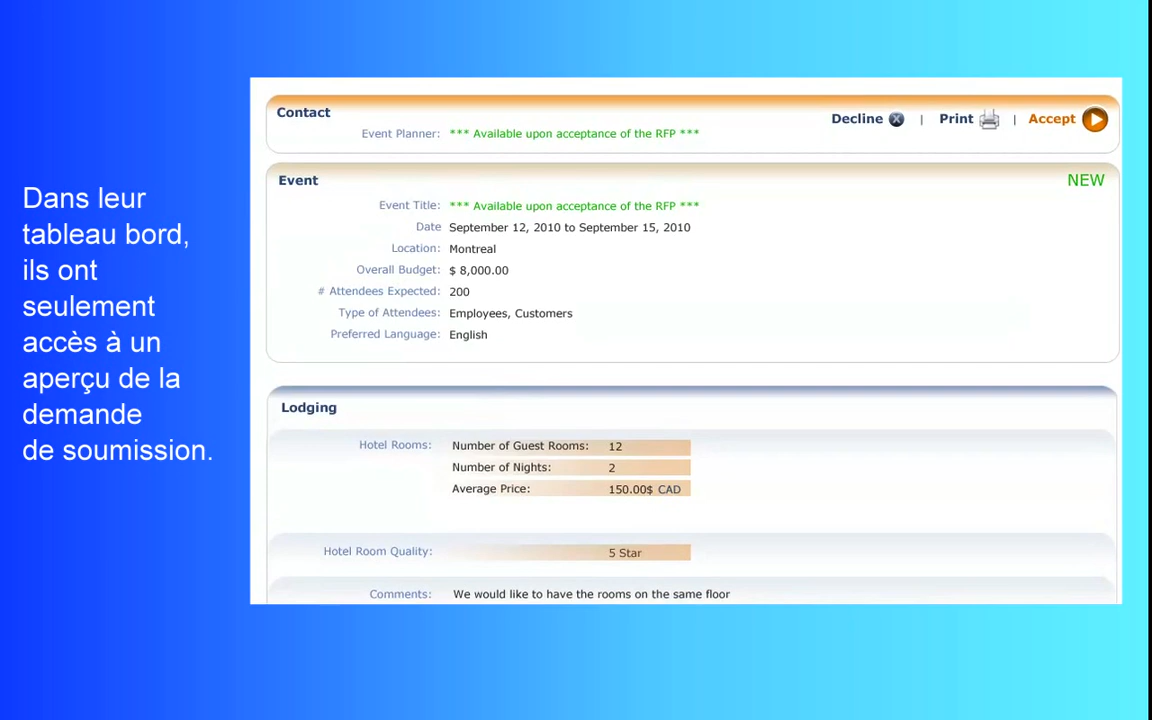 Dans leur
tableau bord,
ils ont
seulement
accès à un
aperçu de la
demande
de soumission.
Contact
Decline X | Print | Accept
Event Planner: *** Available upon acceptance of the RFP ***
Event NEW
Event Title: *** Available upon acceptance of the RFP ***
Date September 12, 2010 to September 15, 2010
Location: Montreal
Overall Budget: $ 8,000.00
# Attendees Expected: 200
Type of Attendees: Employees, Customers
Preferred Language: English
Lodging
Hotel Rooms: Number of Guest Rooms: 12
Number of Nights: 2
Average Price: 150.00$ CAD
Hotel Room Quality: 5 Star
Comments: We would like to have the rooms on the same floor